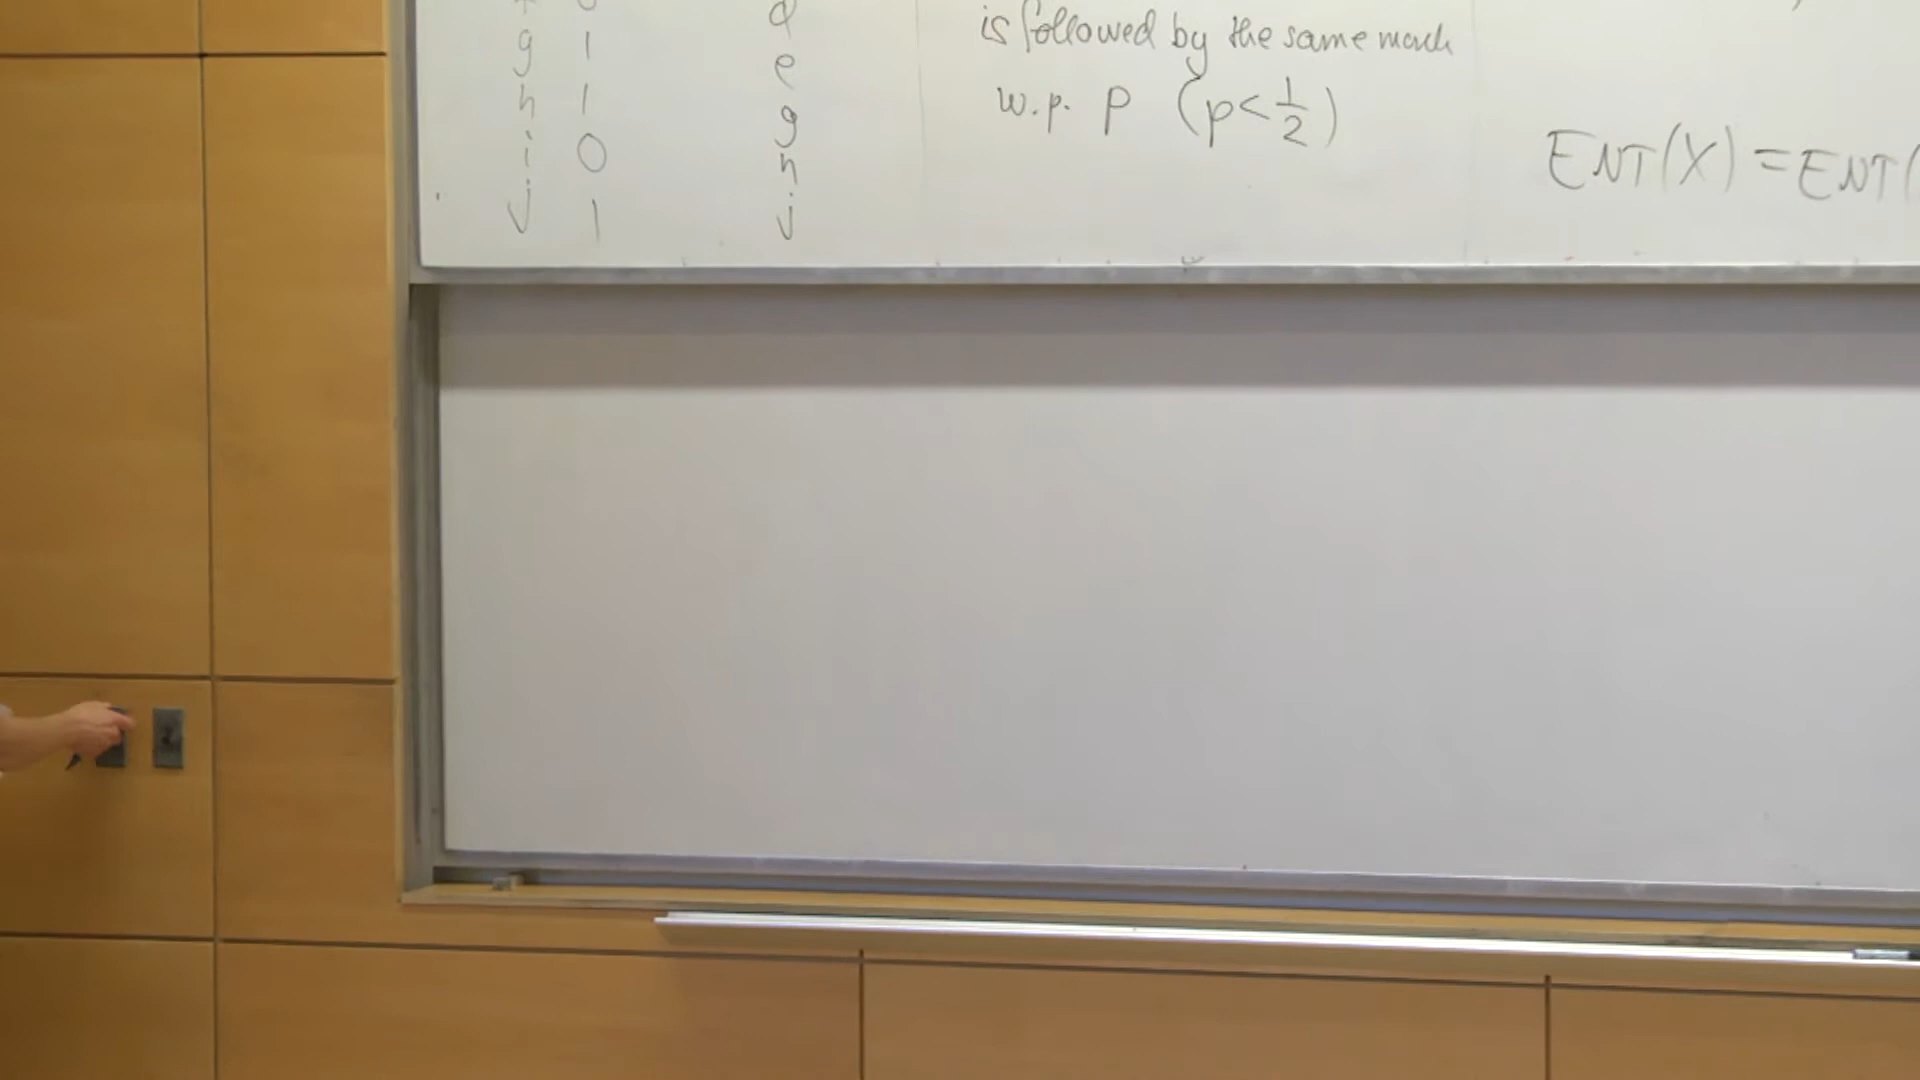 g 1
h 1
i 0
j 1
d
e
g
h
j
is followed by the same mark
w.p. p (p < 1/2)
ENT(X) = ENT(